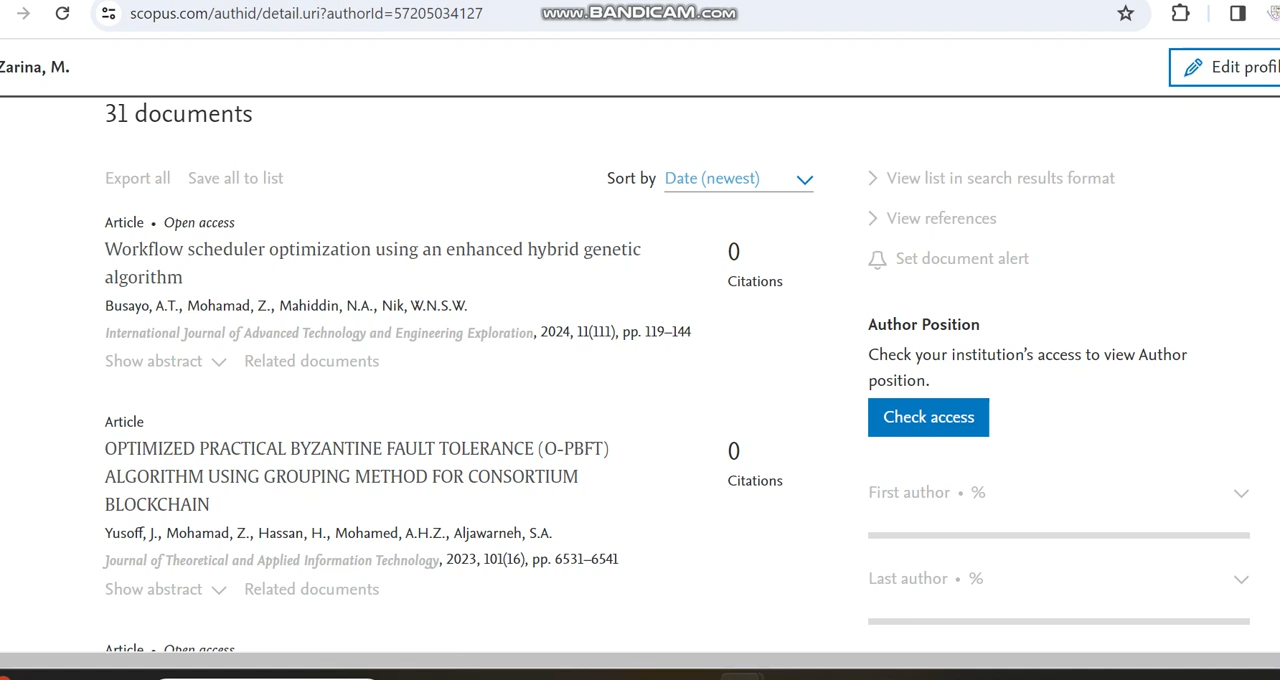 scopus.com/authid/detail.uri?authorId=57205034127
www.BANDICAM.com
Zarina, M.
Edit profil
31 documents
Export all
Save all to list
Sort by Date (newest)
Article • Open access
Workflow scheduler optimization using an enhanced hybrid genetic
algorithm
Busayo, A.T., Mohamad, Z., Mahiddin, N.A., Nik, W.N.S.W.
International Journal of Advanced Technology and Engineering Exploration, 2024, 11(111), pp. 119–144
Show abstract
Related documents
0
Citations
Article
OPTIMIZED PRACTICAL BYZANTINE FAULT TOLERANCE (O-PBFT)
ALGORITHM USING GROUPING METHOD FOR CONSORTIUM
BLOCKCHAIN
Yusoff, J., Mohamad, Z., Hassan, H., Mohamed, A.H.Z., Aljawarneh, S.A.
Journal of Theoretical and Applied Information Technology, 2023, 101(16), pp. 6531–6541
Show abstract
Related documents
0
Citations
Article • Open access
View list in search results format
View references
Set document alert
Author Position
Check your institution's access to view Author
position.
Check access
First author • %
Last author • %